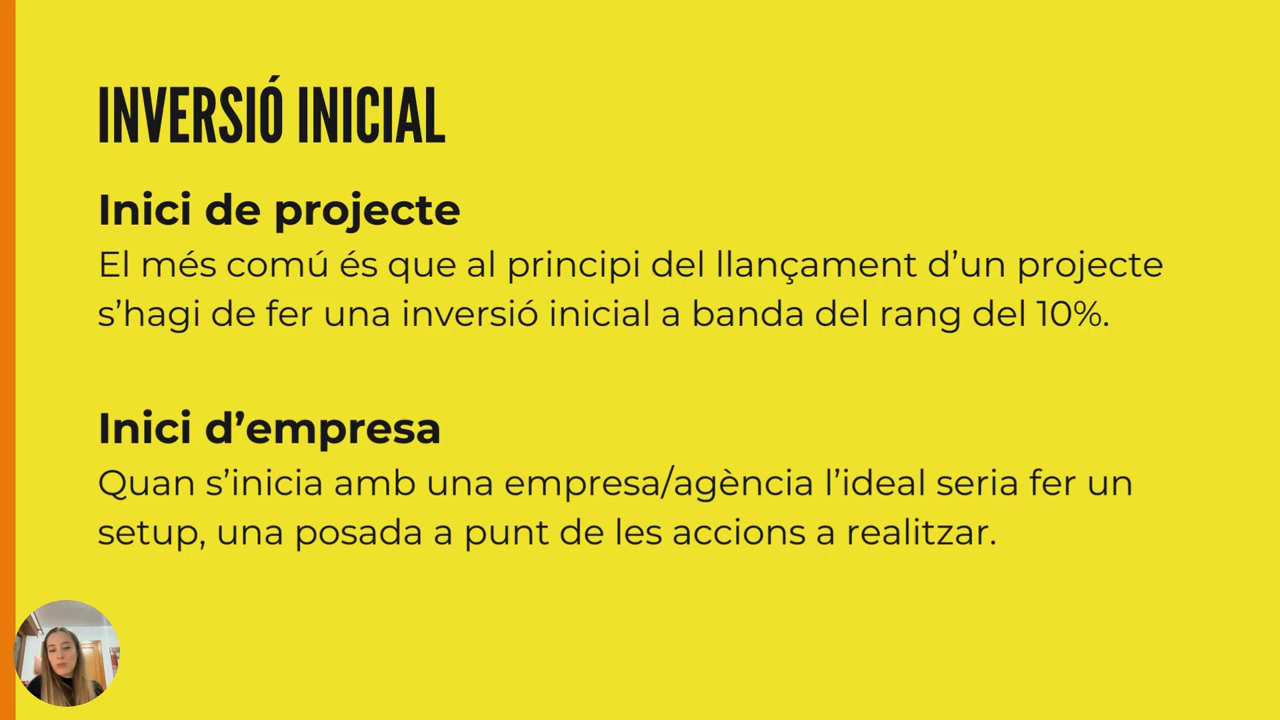 INVERSIÓ INICIAL
Inici de projecte
El més comú és que al principi del llançament d’un projecte
s’hagi de fer una inversió inicial a banda del rang del 10%.
Inici d’empresa
Quan s’inicia amb una empresa/agència l’ideal seria fer un
setup, una posada a punt de les accions a realitzar.